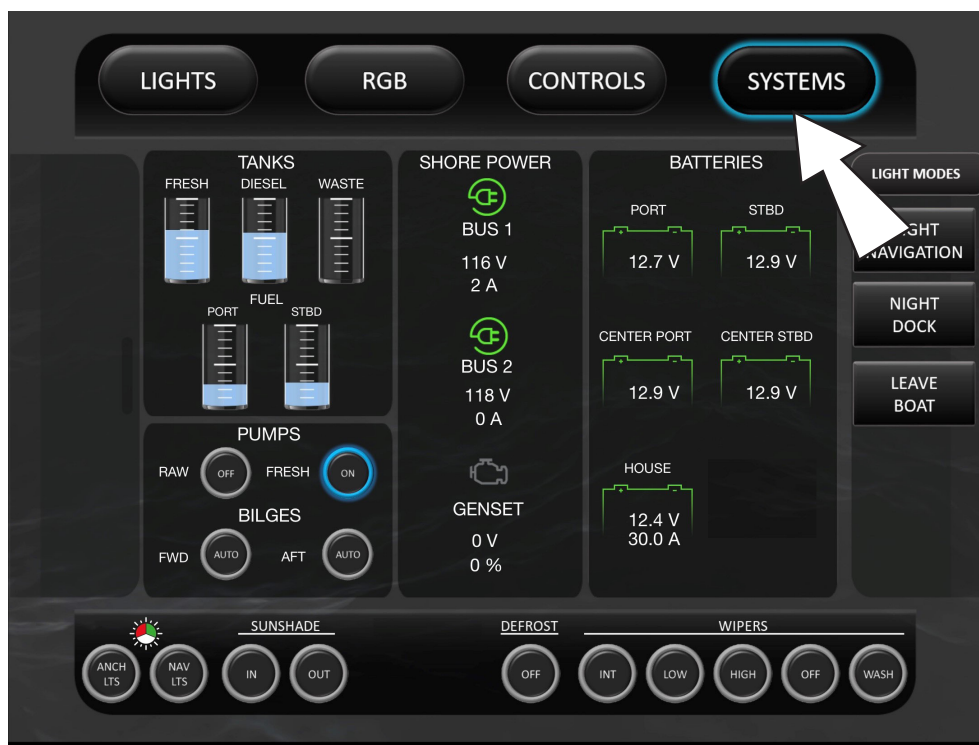 LIGHTS
RGB
CONTROLS
SYSTEMS
TANKS
FRESH
DIESEL
WASTE
FUEL
PORT
STBD
PUMPS
RAW
OFF
FRESH
ON
BILGES
FWD
AUTO
AFT
AUTO
SHORE POWER
BUS 1
116 V
2 A
BUS 2
118 V
0 A
GENSET
0 V
0 %
BATTERIES
PORT
STBD
12.7 V
12.9 V
CENTER PORT
CENTER STBD
12.9 V
12.9 V
HOUSE
12.4 V
30.0 A
LIGHT MODES
NAVIGATION
NIGHT
DOCK
LEAVE
BOAT
SUNSHADE
DEFROST
WIPERS
ANCH
LTS
NAV
LTS
IN
OUT
OFF
INT
LOW
HIGH
OFF
WASH